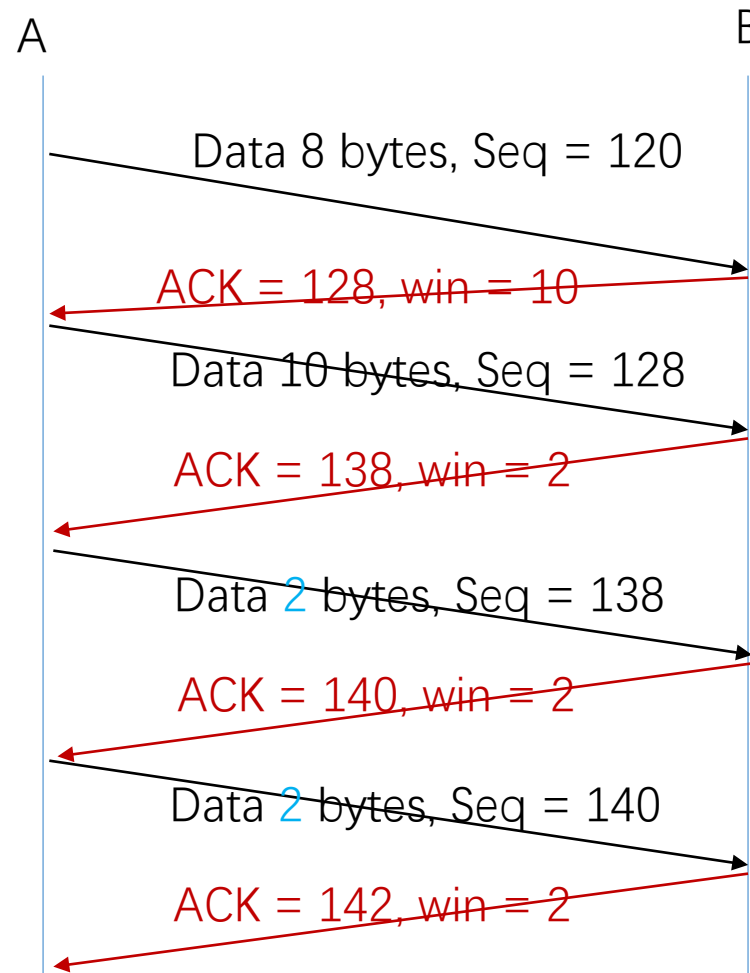 A
B
Data 8 bytes, Seq = 120
ACK = 128, win = 10
Data 10 bytes, Seq = 128
ACK = 138, win = 2
Data 2 bytes, Seq = 138
ACK = 140, win = 2
Data 2 bytes, Seq = 140
ACK = 142, win = 2